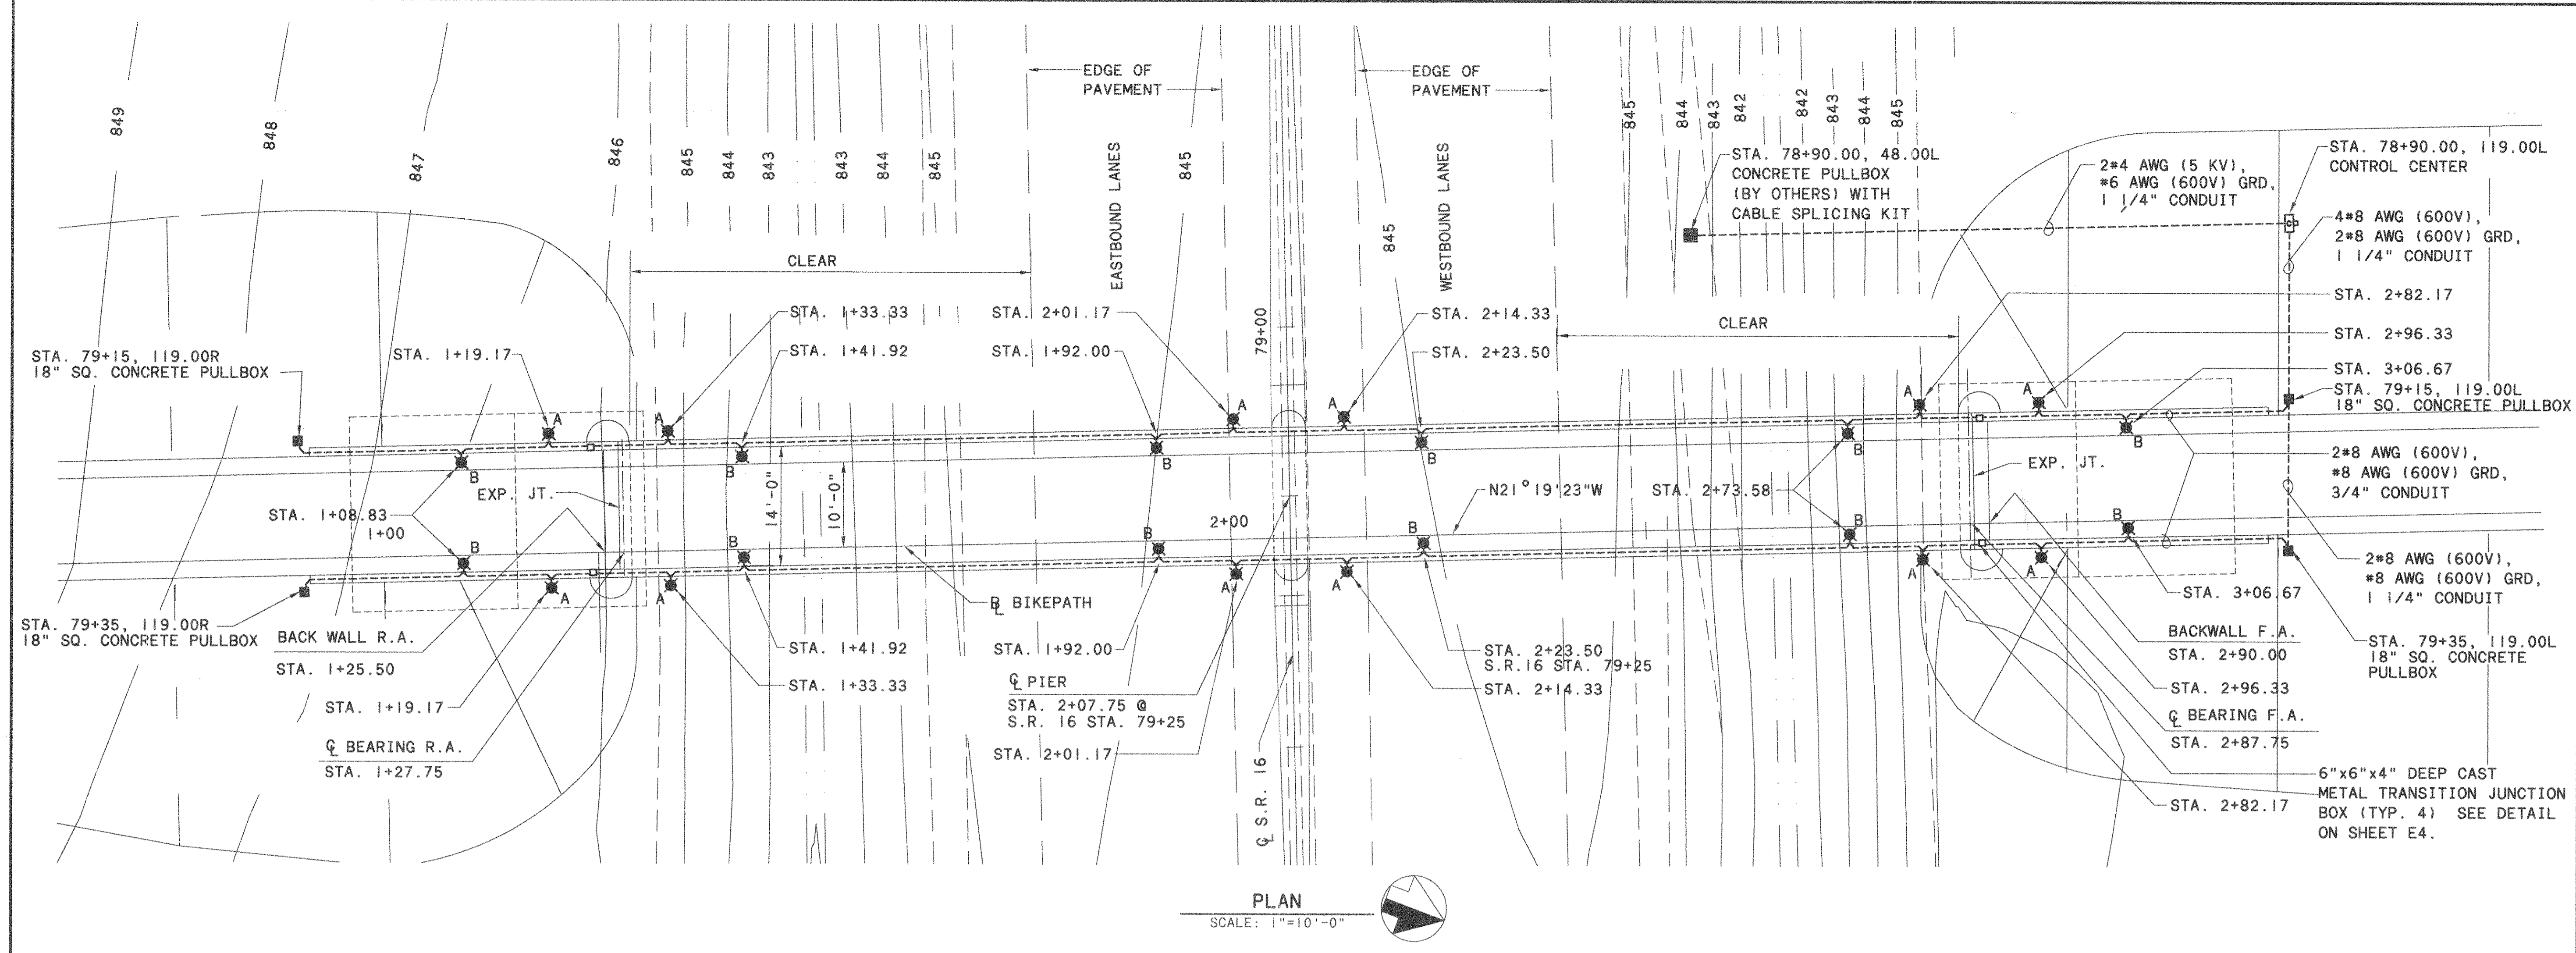 849
848
847
846
845
844
843
843
844
845
EDGE OF
PAVEMENT
EASTBOUND LANES
845
EDGE OF
PAVEMENT
845
WESTBOUND LANES
845
844
843
842
842
843
844
845
STA. 78+90.00, 48.00L
CONCRETE PULLBOX
(BY OTHERS) WITH
CABLE SPLICING KIT
2#4 AWG (5 KV),
#6 AWG (600V) GRD,
1 1/4" CONDUIT
STA. 78+90.00, 119.00L
CONTROL CENTER
4#8 AWG (600V),
2#8 AWG (600V) GRD,
1 1/4" CONDUIT
CLEAR
CLEAR
STA. 1+33.33
STA. 2+01.17
79+00
STA. 2+14.33
STA. 2+82.17
STA. 79+15, 119.00R
18" SQ. CONCRETE PULLBOX
STA. 1+19.17
STA. 1+41.92
STA. 1+92.00
STA. 2+23.50
STA. 2+96.33
STA. 3+06.67
STA. 79+15, 119.00L
18" SQ. CONCRETE PULLBOX
A
A
A
A
A
A
B
B
B
B
B
B
EXP. JT.
14'-0"
10'-0"
N21°19'23"W
STA. 2+73.58
EXP. JT.
2#8 AWG (600V),
#8 AWG (600V) GRD,
3/4" CONDUIT
STA. 1+08.83
1+00
2+00
B
B
B
B
B
B
A
A
A
A
A
A
2#8 AWG (600V),
#8 AWG (600V) GRD,
1 1/4" CONDUIT
STA. 79+35, 119.00R
18" SQ. CONCRETE PULLBOX
BACK WALL R.A.
STA. 1+25.50
BL BIKEPATH
STA. 3+06.67
STA. 1+41.92
STA. 1+92.00
STA. 2+23.50
S.R.16 STA. 79+25
STA. 2+14.33
BACKWALL F.A.
STA. 2+90.00
STA. 79+35, 119.00L
18" SQ. CONCRETE
PULLBOX
STA. 1+33.33
CL PIER
STA. 2+07.75 @
S.R. 16 STA. 79+25
STA. 1+19.17
STA. 2+96.33
CL BEARING R.A.
STA. 1+27.75
STA. 2+01.17
CL S.R. 16
CL BEARING F.A.
STA. 2+87.75
STA. 2+82.17
6"x6"x4" DEEP CAST
METAL TRANSITION JUNCTION
BOX (TYP. 4) SEE DETAIL
ON SHEET E4.
PLAN
SCALE: 1"=10'-0"